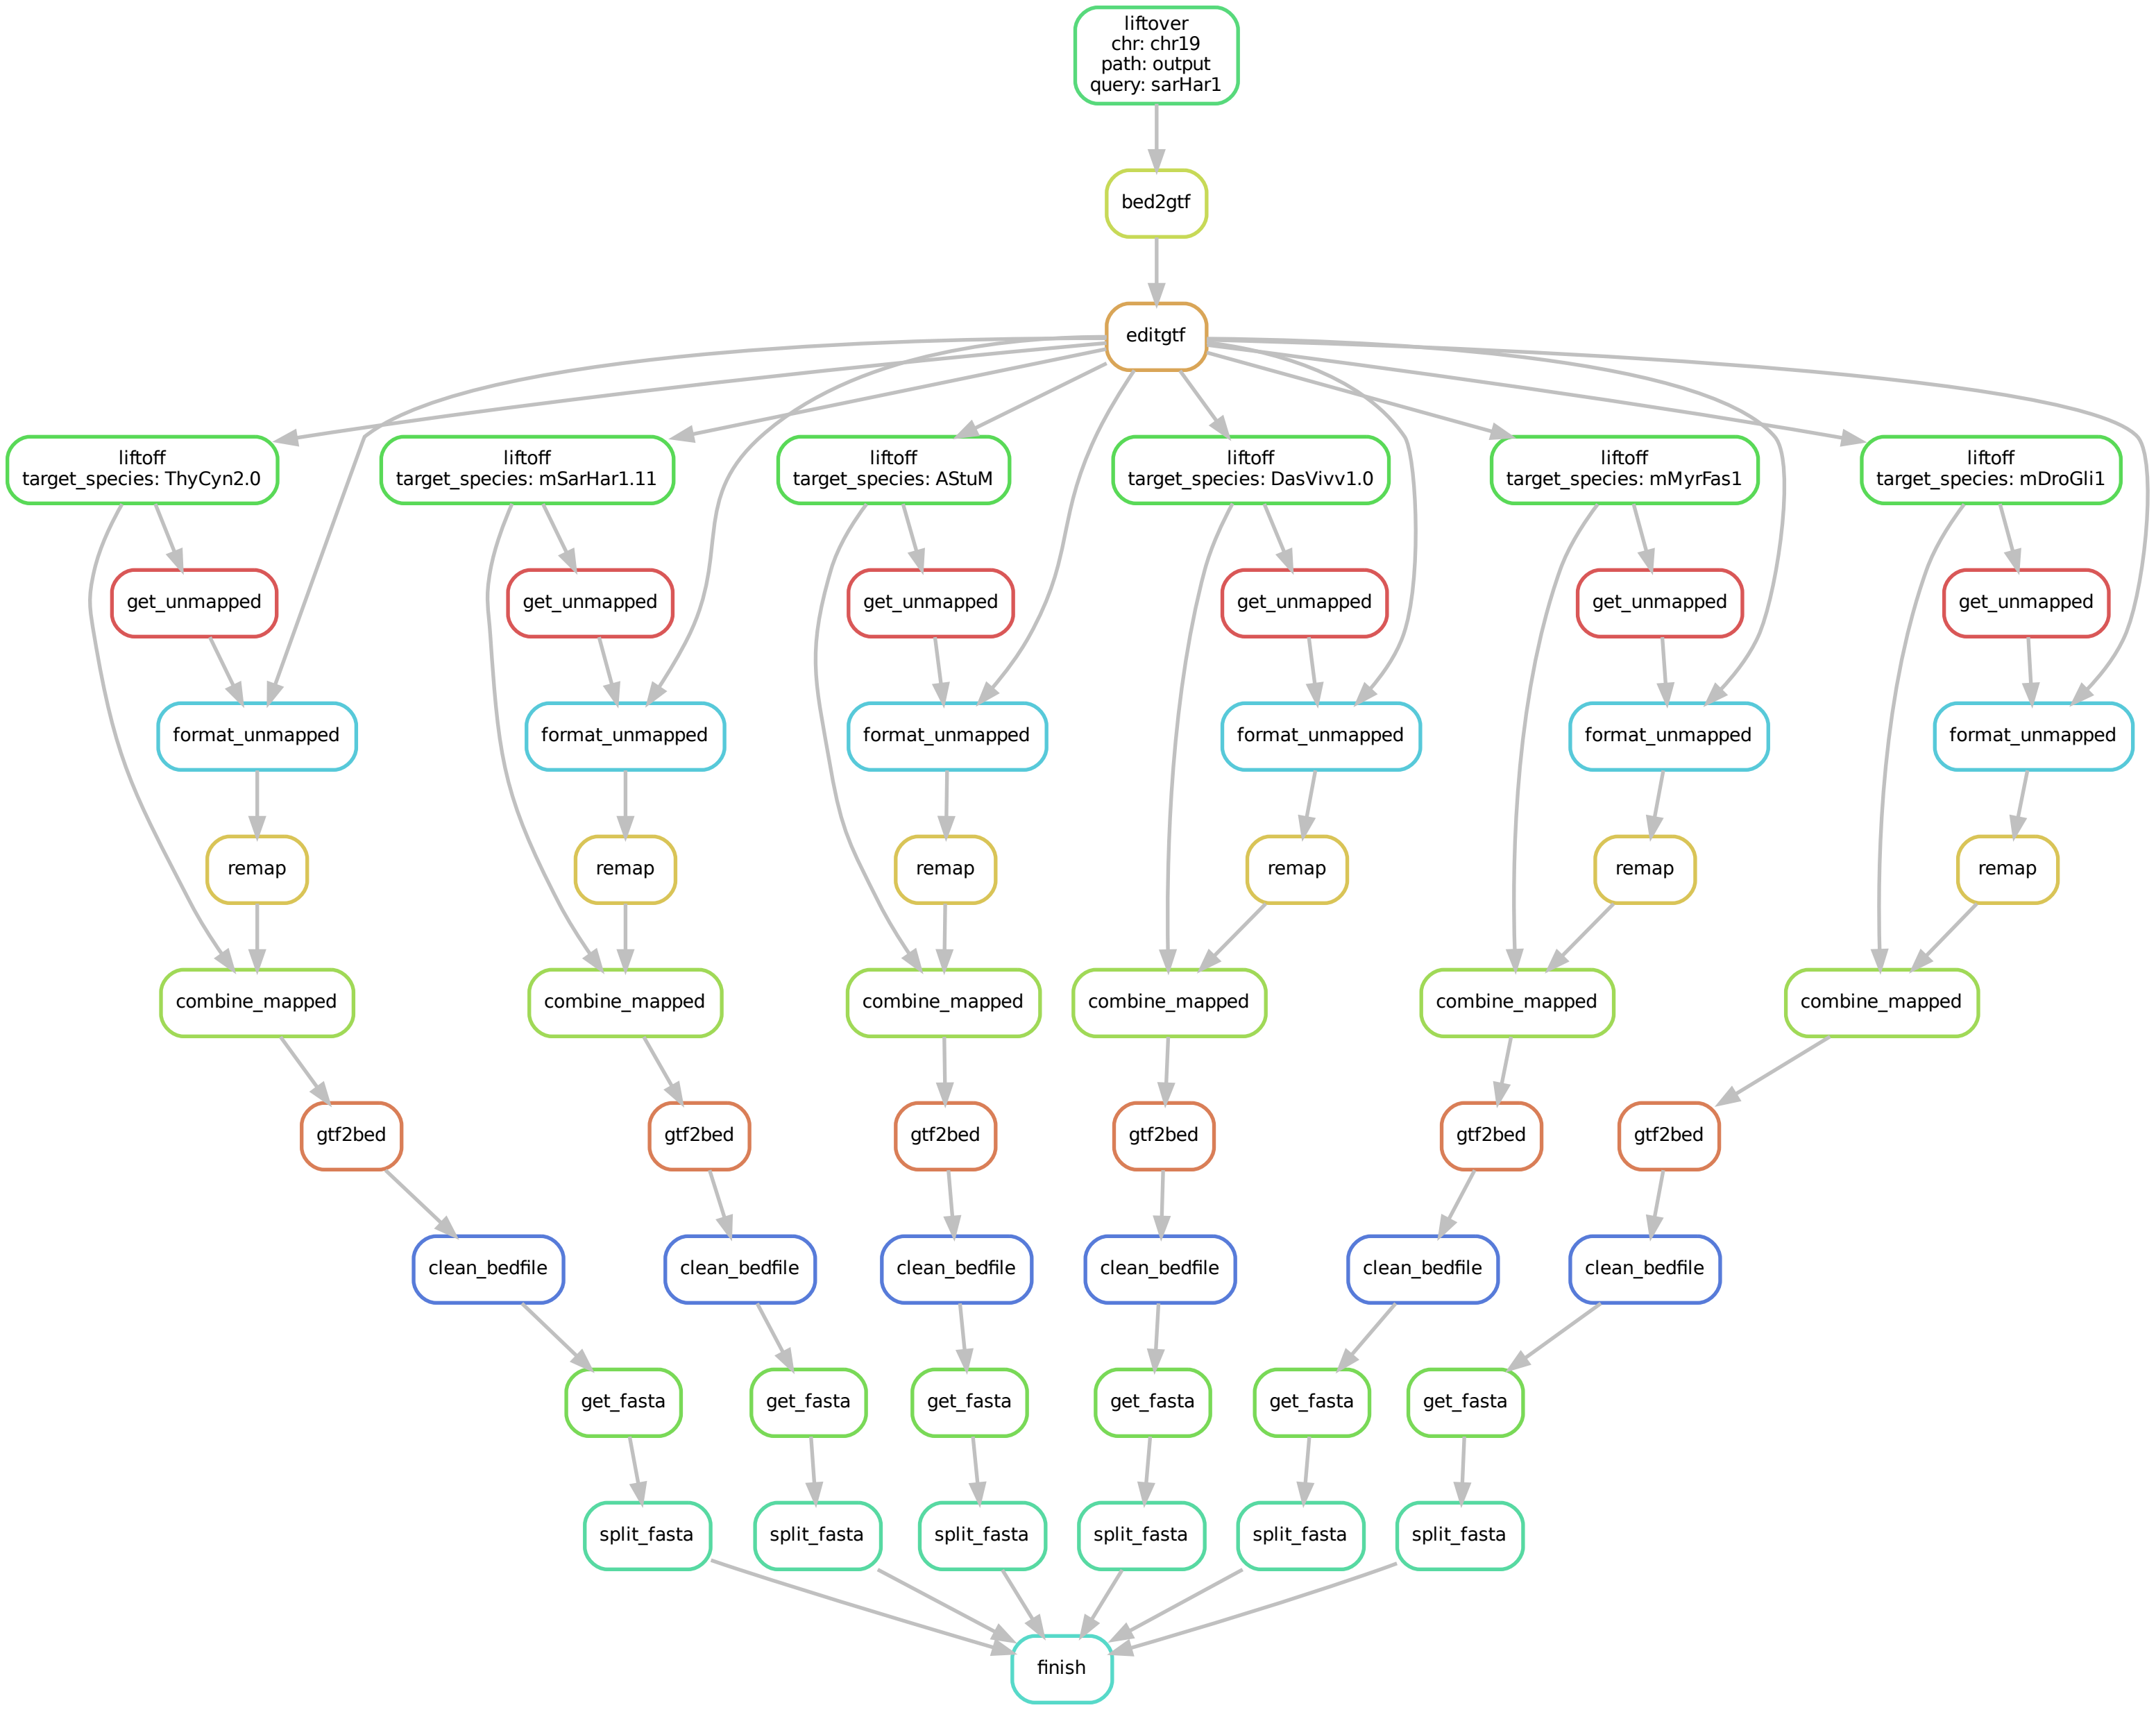 liftover
chr: chr19
path: output
query: sarHar1
bed2gtf
editgtf
liftoff
target_species: ThyCyn2.0
liftoff
target_species: mSarHar1.11
liftoff
target_species: AStuM
liftoff
target_species: DasVivv1.0
liftoff
target_species: mMyrFas1
liftoff
target_species: mDroGli1
get_unmapped
get_unmapped
get_unmapped
get_unmapped
get_unmapped
get_unmapped
format_unmapped
format_unmapped
format_unmapped
format_unmapped
format_unmapped
format_unmapped
remap
remap
remap
remap
remap
remap
combine_mapped
combine_mapped
combine_mapped
combine_mapped
combine_mapped
combine_mapped
gtf2bed
gtf2bed
gtf2bed
gtf2bed
gtf2bed
gtf2bed
clean_bedfile
clean_bedfile
clean_bedfile
clean_bedfile
clean_bedfile
clean_bedfile
get_fasta
get_fasta
get_fasta
get_fasta
get_fasta
get_fasta
split_fasta
split_fasta
split_fasta
split_fasta
split_fasta
split_fasta
finish